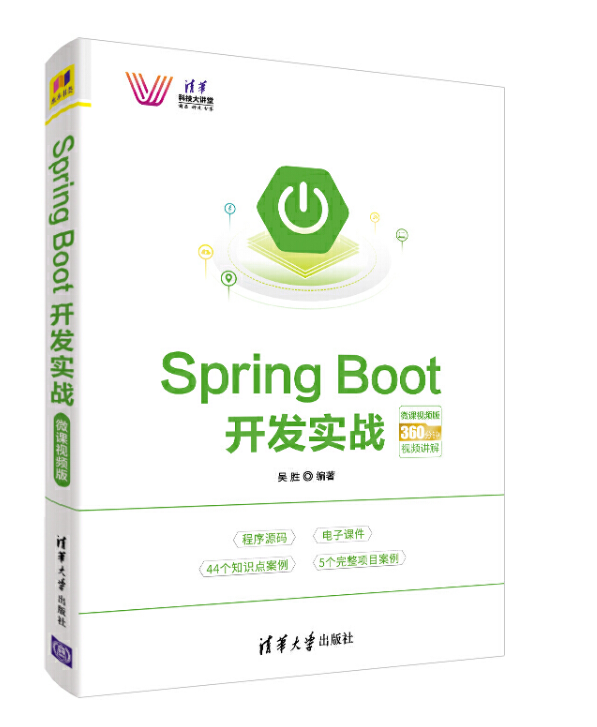 清华
科技大讲堂
Spring Boot
开发实战
微课视频版
360分钟
视频讲解
吴胜◎编著
程序源码
电子课件
44个知识点案例
5个完整项目案例
清华大学出版社
Spring Boot 开发实战
微课视频版
清华大学出版社